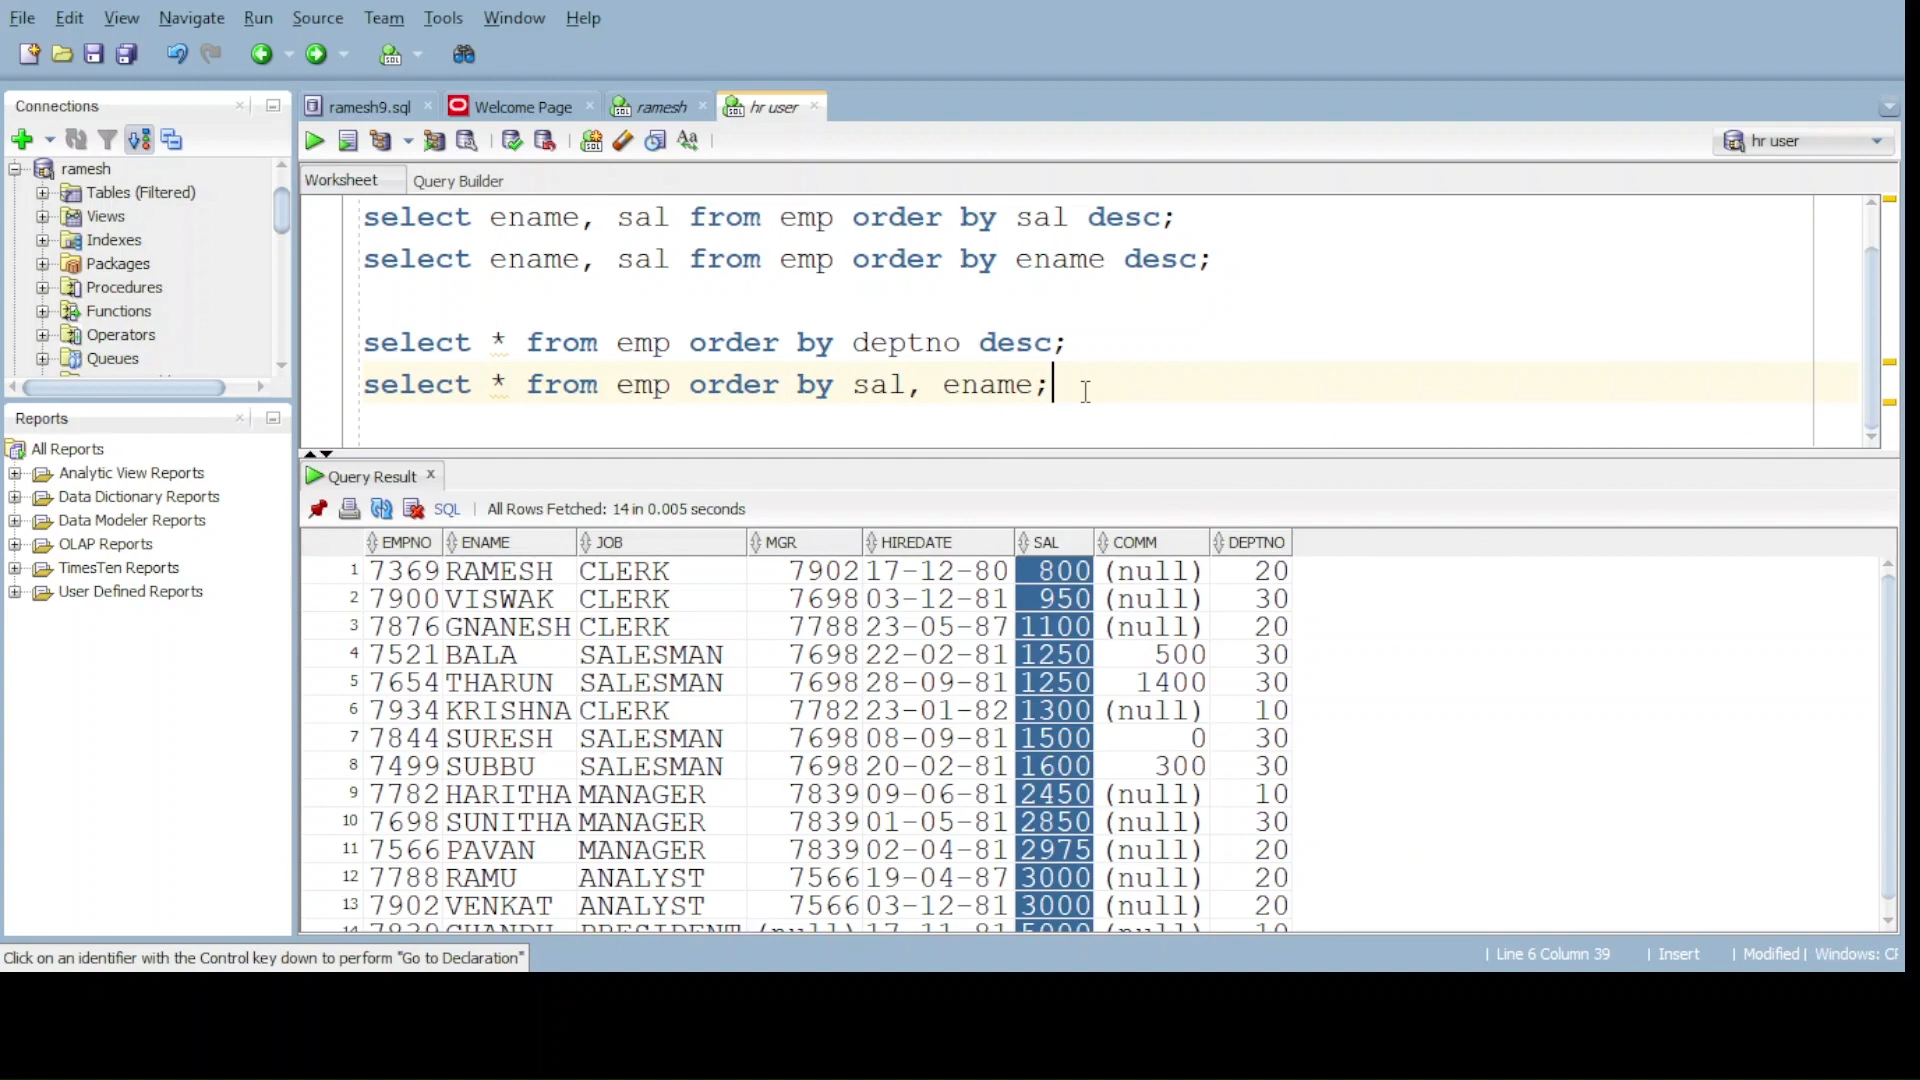 File Edit View Navigate Run Source Team Tools Window Help
Connections
ramesh9.sql Welcome Page ramesh hr user
hr user
ramesh
Tables (Filtered)
Views
Indexes
Packages
Procedures
Functions
Operators
Queues
Worksheet Query Builder
select ename, sal from emp order by sal desc;
select ename, sal from emp order by ename desc;
select * from emp order by deptno desc;
select * from emp order by sal, ename;
Reports
All Reports
Analytic View Reports
Data Dictionary Reports
Data Modeler Reports
OLAP Reports
TimesTen Reports
User Defined Reports
Query Result
SQL | All Rows Fetched: 14 in 0.005 seconds
EMPNO ENAME JOB MGR HIREDATE SAL COMM DEPTNO
1 7369 RAMESH CLERK 7902 17-12-80 800 (null) 20
2 7900 VISWAK CLERK 7698 03-12-81 950 (null) 30
3 7876 GNANESH CLERK 7788 23-05-87 1100 (null) 20
4 7521 BALA SALESMAN 7698 22-02-81 1250 500 30
5 7654 THARUN SALESMAN 7698 28-09-81 1250 1400 30
6 7934 KRISHNA CLERK 7782 23-01-82 1300 (null) 10
7 7844 SURESH SALESMAN 7698 08-09-81 1500 0 30
8 7499 SUBBU SALESMAN 7698 20-02-81 1600 300 30
9 7782 HARITHA MANAGER 7839 09-06-81 2450 (null) 10
10 7698 SUNITHA MANAGER 7839 01-05-81 2850 (null) 30
11 7566 PAVAN MANAGER 7839 02-04-81 2975 (null) 20
12 7788 RAMU ANALYST 7566 19-04-87 3000 (null) 20
13 7902 VENKAT ANALYST 7566 03-12-81 3000 (null) 20
14 7839 CHANDU PRESIDENT (null) 17-11-81 5000 (null) 10
Click on an identifier with the Control key down to perform "Go to Declaration"
| Line 6 Column 39 | Insert | Modified | Windows: CF